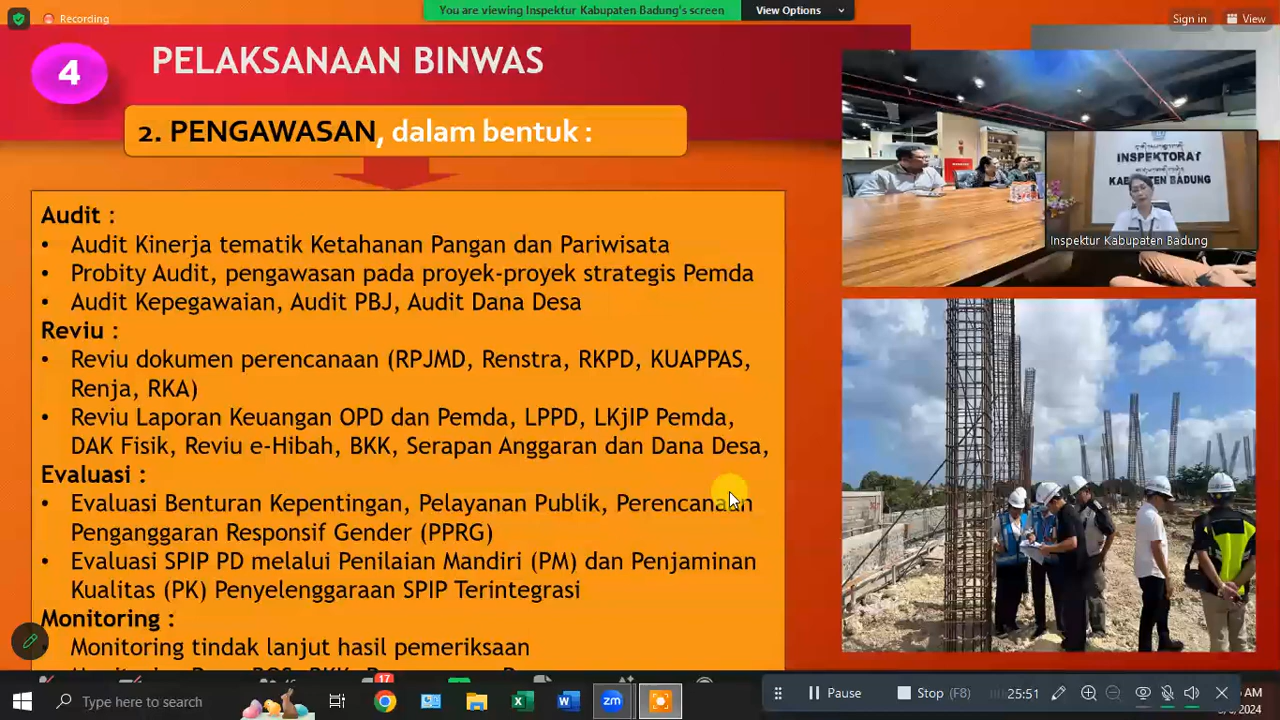 Recording
You are viewing Inspektur Kabupaten Badung's screen
View Options
Sign in
View
4
PELAKSANAAN BINWAS
2. PENGAWASAN, dalam bentuk :
Audit :
• Audit Kinerja tematik Ketahanan Pangan dan Pariwisata
• Probity Audit, pengawasan pada proyek-proyek strategis Pemda
• Audit Kepegawaian, Audit PBJ, Audit Dana Desa
Reviu :
• Reviu dokumen perencanaan (RPJMD, Renstra, RKPD, KUAPPAS,
Renja, RKA)
• Reviu Laporan Keuangan OPD dan Pemda, LPPD, LKjIP Pemda,
DAK Fisik, Reviu e-Hibah, BKK, Serapan Anggaran dan Dana Desa,
Evaluasi :
• Evaluasi Benturan Kepentingan, Pelayanan Publik, Perencanaan
Penganggaran Responsif Gender (PPRG)
• Evaluasi SPIP PD melalui Penilaian Mandiri (PM) dan Penjaminan
Kualitas (PK) Penyelenggaraan SPIP Terintegrasi
Monitoring :
• Monitoring tindak lanjut hasil pemeriksaan
INSPEKTORAT
KABUPATEN BADUNG
Inspektur Kabupaten Badung
17
Type here to search
zm
Pause
Stop (F8)
25:51
AM